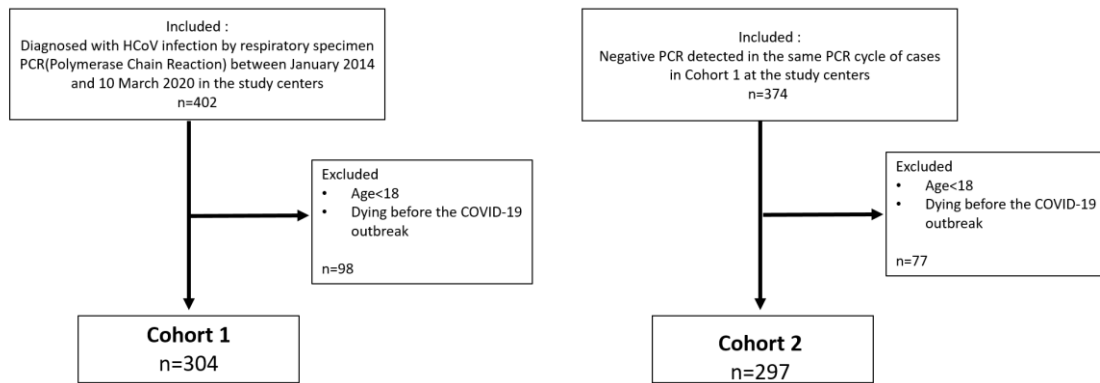 Included :
Diagnosed with HCoV infection by respiratory specimen
PCR(Polymerase Chain Reaction) between January 2014
and 10 March 2020 in the study centers
n=402
Excluded
• Age<18
• Dying before the COVID-19
outbreak
n=98
Cohort 1
n=304
Included :
Negative PCR detected in the same PCR cycle of cases
in Cohort 1 at the study centers
n=374
Excluded
• Age<18
• Dying before the COVID-19
outbreak
n=77
Cohort 2
n=297